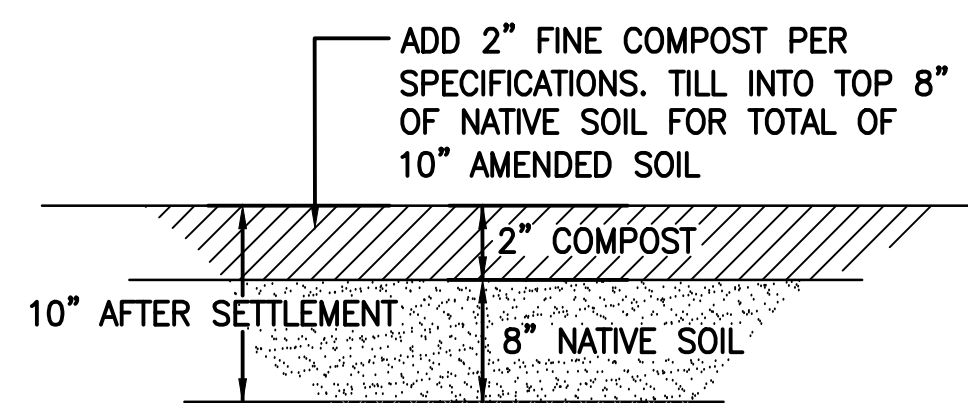 ADD 2” FINE COMPOST PER
SPECIFICATIONS. TILL INTO TOP 8”
OF NATIVE SOIL FOR TOTAL OF
10” AMENDED SOIL
2” COMPOST
10” AFTER SETTLEMENT
8” NATIVE SOIL